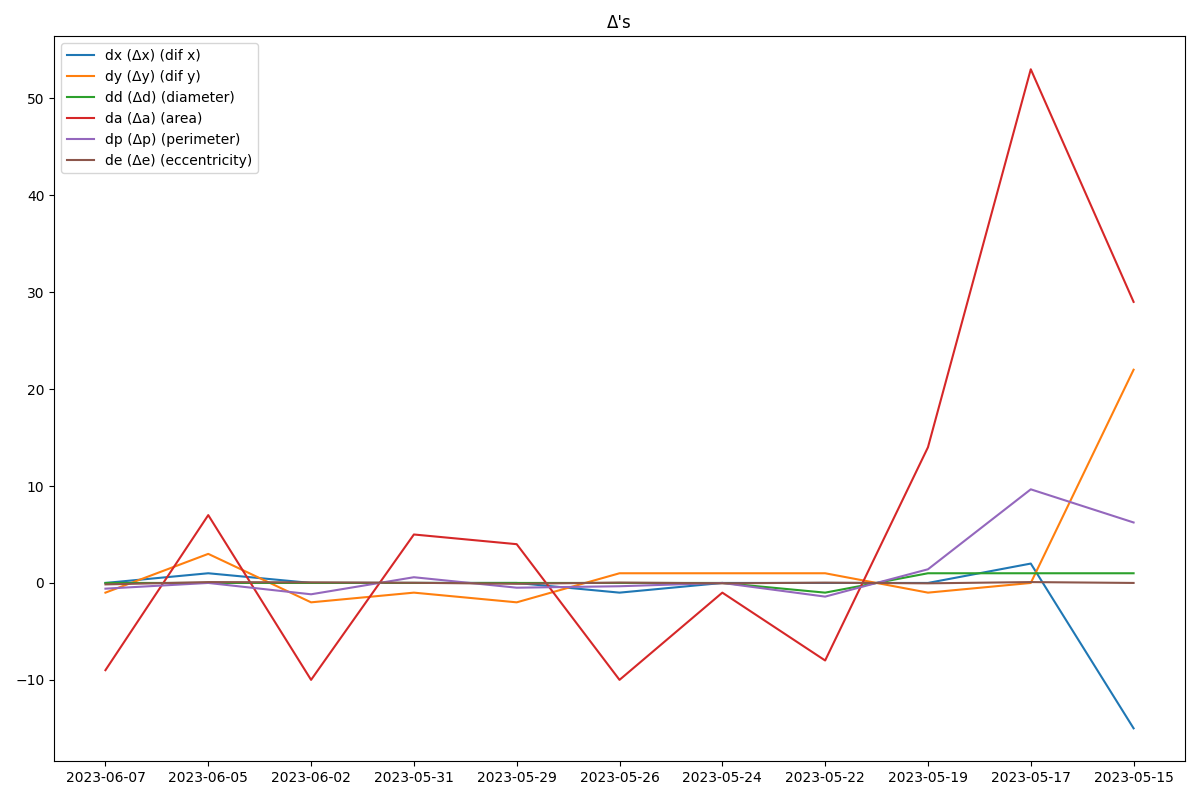 Δ's
dx (Δx) (dif x)
dy (Δy) (dif y)
dd (Δd) (diameter)
da (Δa) (area)
dp (Δp) (perimeter)
de (Δe) (eccentricity)
50
40
30
20
10
0
−10
2023-06-07 2023-06-05 2023-06-02 2023-05-31 2023-05-29 2023-05-26 2023-05-24 2023-05-22 2023-05-19 2023-05-17 2023-05-15